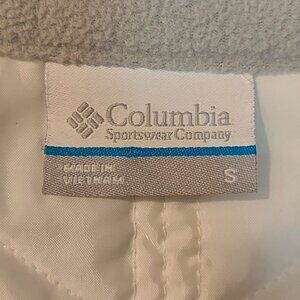 Columbia
Sportswear Company
MADE IN
VIETNAM
S